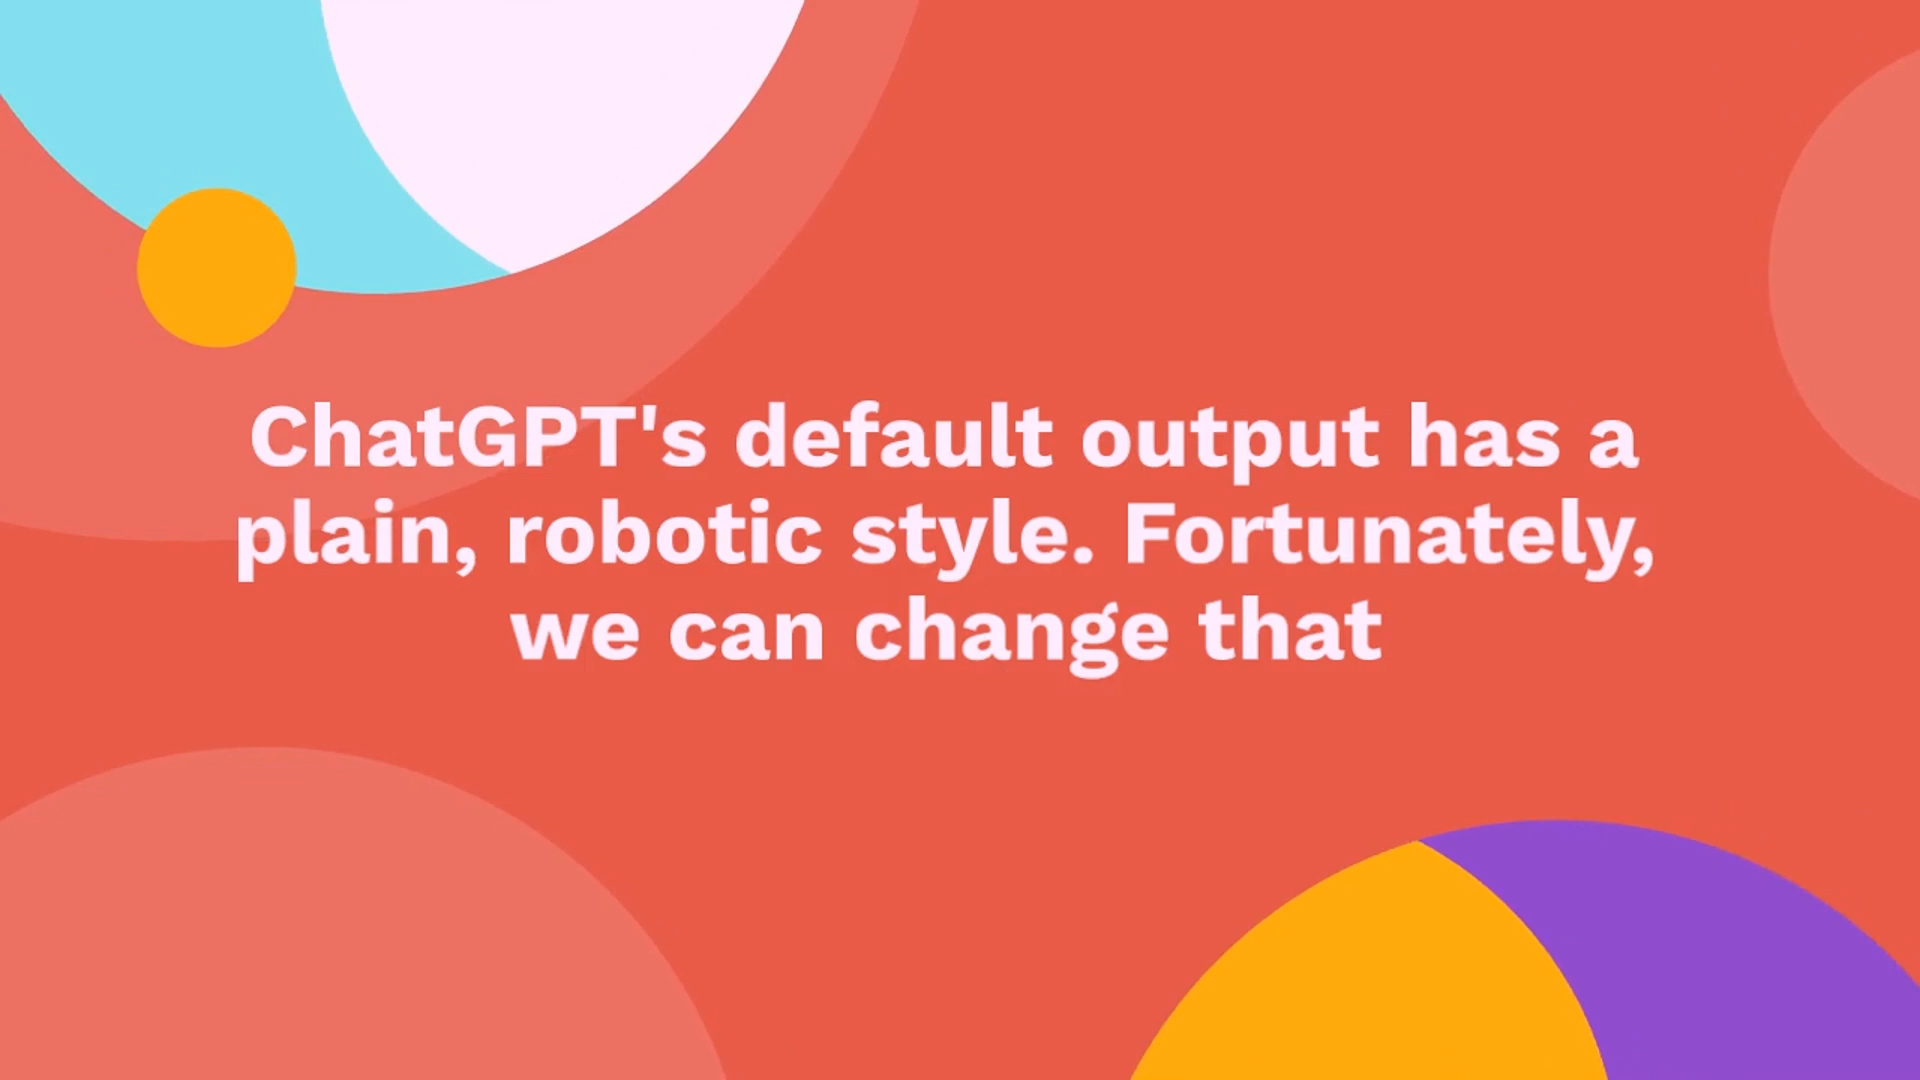 ChatGPT's default output has a
plain, robotic style. Fortunately,
we can change that